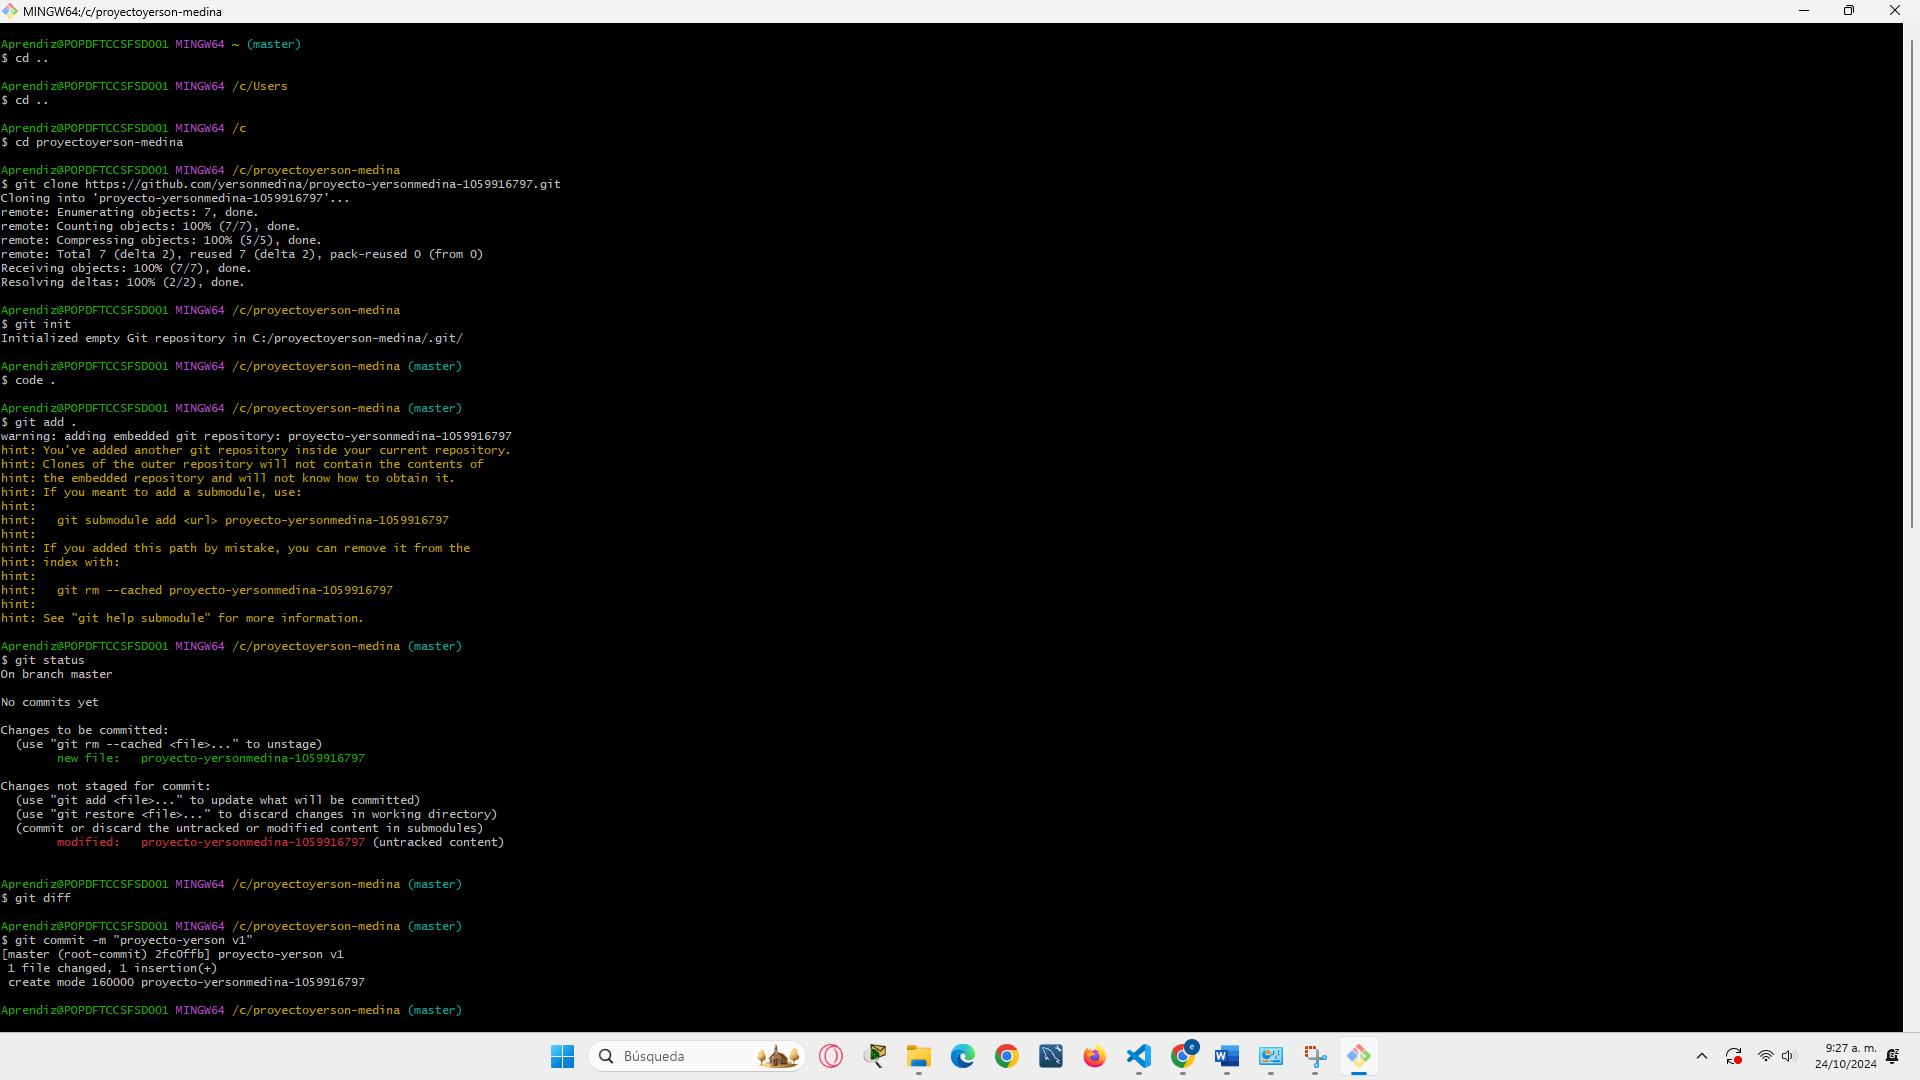 MINGW64:/c/proyectoyerson-medina
Aprendiz@POPDFTCCSFSD001 MINGW64 ~ (master)
$ cd ..
Aprendiz@POPDFTCCSFSD001 MINGW64 /c/Users
$ cd ..
Aprendiz@POPDFTCCSFSD001 MINGW64 /c
$ cd proyectoyerson-medina
Aprendiz@POPDFTCCSFSD001 MINGW64 /c/proyectoyerson-medina
$ git clone https://github.com/yersonmedina/proyecto-yersonmedina-1059916797.git
Cloning into 'proyecto-yersonmedina-1059916797'...
remote: Enumerating objects: 7, done.
remote: Counting objects: 100% (7/7), done.
remote: Compressing objects: 100% (5/5), done.
remote: Total 7 (delta 2), reused 7 (delta 2), pack-reused 0 (from 0)
Receiving objects: 100% (7/7), done.
Resolving deltas: 100% (2/2), done.
Aprendiz@POPDFTCCSFSD001 MINGW64 /c/proyectoyerson-medina
$ git init
Initialized empty Git repository in C:/proyectoyerson-medina/.git/
Aprendiz@POPDFTCCSFSD001 MINGW64 /c/proyectoyerson-medina (master)
$ code .
Aprendiz@POPDFTCCSFSD001 MINGW64 /c/proyectoyerson-medina (master)
$ git add .
warning: adding embedded git repository: proyecto-yersonmedina-1059916797
hint: You've added another git repository inside your current repository.
hint: Clones of the outer repository will not contain the contents of
hint: the embedded repository and will not know how to obtain it.
hint: If you meant to add a submodule, use:
hint:
hint:   git submodule add <url> proyecto-yersonmedina-1059916797
hint:
hint: If you added this path by mistake, you can remove it from the
hint: index with:
hint:
hint:   git rm --cached proyecto-yersonmedina-1059916797
hint:
hint: See "git help submodule" for more information.
Aprendiz@POPDFTCCSFSD001 MINGW64 /c/proyectoyerson-medina (master)
$ git status
On branch master
No commits yet
Changes to be committed:
  (use "git rm --cached <file>..." to unstage)
        new file:   proyecto-yersonmedina-1059916797
Changes not staged for commit:
  (use "git add <file>..." to update what will be committed)
  (use "git restore <file>..." to discard changes in working directory)
  (commit or discard the untracked or modified content in submodules)
        modified:   proyecto-yersonmedina-1059916797 (untracked content)
Aprendiz@POPDFTCCSFSD001 MINGW64 /c/proyectoyerson-medina (master)
$ git diff
Aprendiz@POPDFTCCSFSD001 MINGW64 /c/proyectoyerson-medina (master)
$ git commit -m "proyecto-yerson v1"
[master (root-commit) 2fc0ffb] proyecto-yerson v1
 1 file changed, 1 insertion(+)
 create mode 160000 proyecto-yersonmedina-1059916797
Aprendiz@POPDFTCCSFSD001 MINGW64 /c/proyectoyerson-medina (master)
Búsqueda
9:27 a. m.
24/10/2024